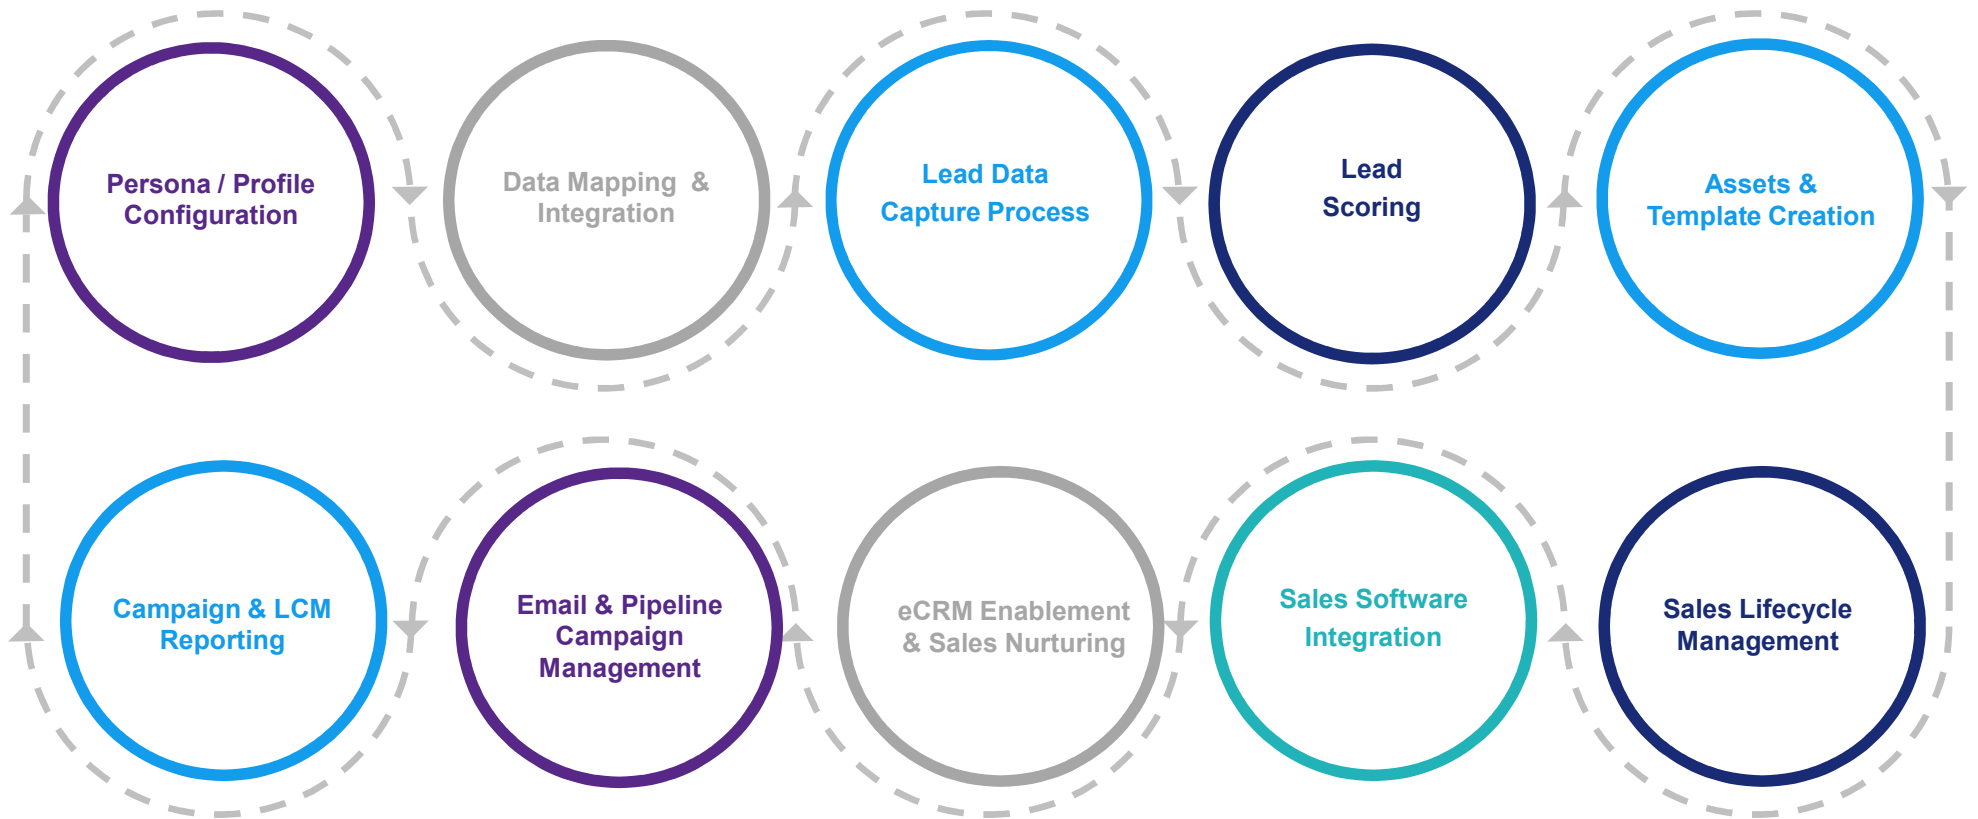 Persona / Profile
Configuration
Data Mapping  &
Integration
Lead Data
Capture Process
Lead
Scoring
Assets &
Template Creation
Campaign & LCM
Reporting
Email & Pipeline
Campaign
Management
eCRM Enablement
& Sales Nurturing
Sales Software
Integration
Sales Lifecycle
Management